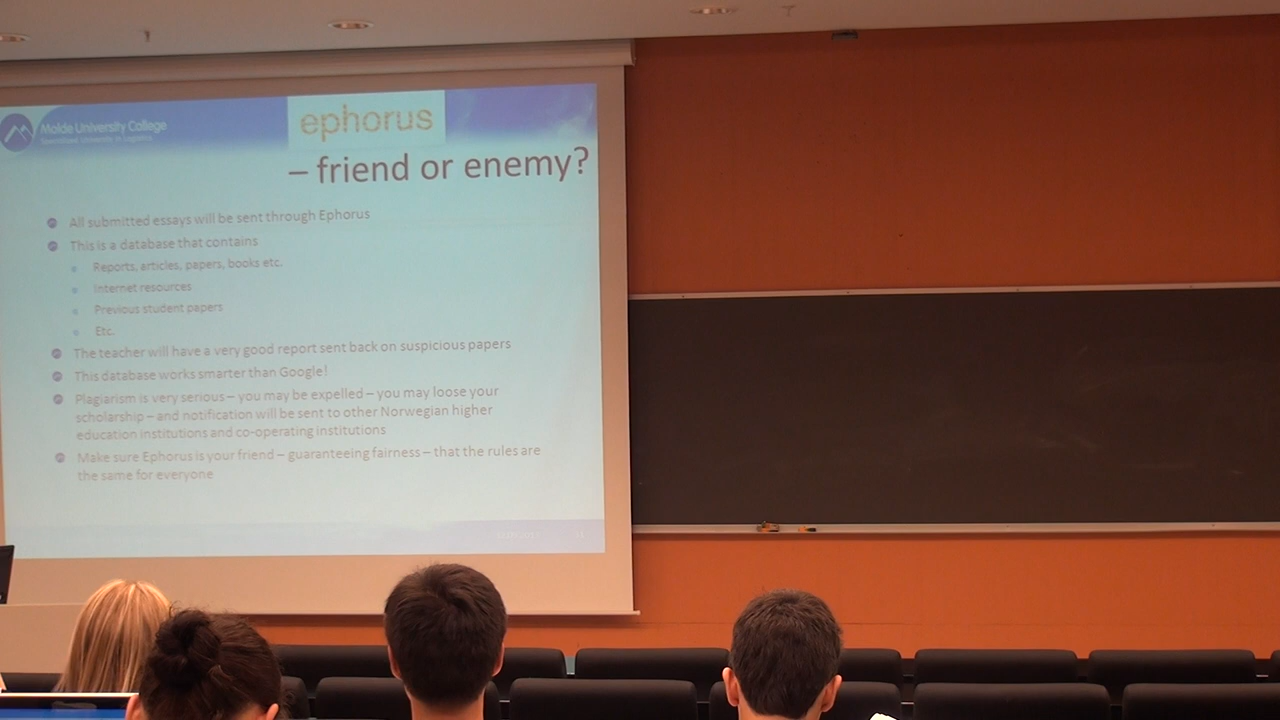 Molde University College
Specialized University in Logistics
ephorus
– friend or enemy?
All submitted essays will be sent through Ephorus
This is a database that contains
Reports, articles, papers, books etc.
Internet resources
Previous student papers
Etc.
The teacher will have a very good report sent back on suspicious papers
This database works smarter than Google!
Plagiarism is very serious – you may be expelled – you may loose your
scholarship – and notification will be sent to other Norwegian higher
education institutions and co-operating institutions
Make sure Ephorus is your friend – guaranteeing fairness – that the rules are
the same for everyone